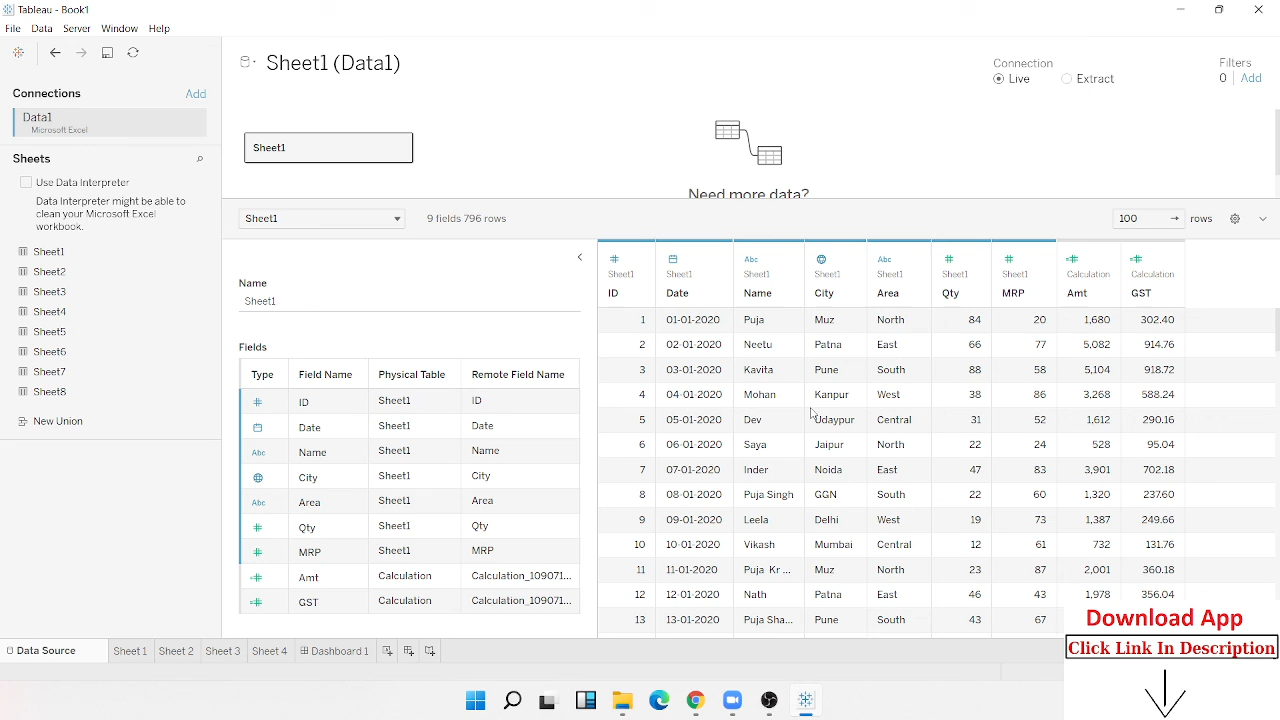 Tableau - Book1
File Data Server Window Help
Connections Add
Data1
Microsoft Excel
Sheets
Use Data Interpreter
Data Interpreter might be able to
clean your Microsoft Excel
workbook.
Sheet1
Sheet2
Sheet3
Sheet4
Sheet5
Sheet6
Sheet7
Sheet8
New Union
Sheet1 (Data1)
Connection
Live Extract
Filters
0 Add
Sheet1
Need more data?
Sheet1 9 fields 796 rows 100 rows
Name
Sheet1
Fields
Type Field Name Physical Table Remote Field Name
# ID Sheet1 ID
Date Sheet1 Date
Abc Name Sheet1 Name
City Sheet1 City
Abc Area Sheet1 Area
# Qty Sheet1 Qty
# MRP Sheet1 MRP
=# Amt Calculation Calculation_109071...
=# GST Calculation Calculation_109071...
# Abc Abc # # =# =#
Sheet1 Sheet1 Sheet1 Sheet1 Sheet1 Sheet1 Sheet1 Calculation Calculation
ID Date Name City Area Qty MRP Amt GST
1 01-01-2020 Puja Muz North 84 20 1,680 302.40
2 02-01-2020 Neetu Patna East 66 77 5,082 914.76
3 03-01-2020 Kavita Pune South 88 58 5,104 918.72
4 04-01-2020 Mohan Kanpur West 38 86 3,268 588.24
5 05-01-2020 Dev Udaypur Central 31 52 1,612 290.16
6 06-01-2020 Saya Jaipur North 22 24 528 95.04
7 07-01-2020 Inder Noida East 47 83 3,901 702.18
8 08-01-2020 Puja Singh GGN South 22 60 1,320 237.60
9 09-01-2020 Leela Delhi West 19 73 1,387 249.66
10 10-01-2020 Vikash Mumbai Central 12 61 732 131.76
11 11-01-2020 Puja Kr ... Muz North 23 87 2,001 360.18
12 12-01-2020 Nath Patna East 46 43 1,978 356.04
13 13-01-2020 Puja Sha... Pune South 43 67
Data Source Sheet 1 Sheet 2 Sheet 3 Sheet 4 Dashboard 1
Download App
Click Link In Description